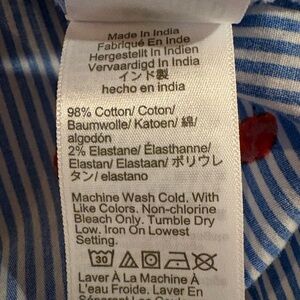 Made In India
Fabriqué En Inde
Hergestellt In Indien
Vervaardigd In Indien
インド製
hecho en india
98% Cotton/ Coton/
Baumwolle/ Katoen/ 綿/
algodón
2% Elastane/ Élasthanne/
Elastan/ Elastaan/ ポリウレ
タン/ elastano
Machine Wash Cold. With
Like Colors. Non-chlorine
Bleach Only. Tumble Dry
Low. Iron On Lowest
Setting.
30
Laver À La Machine À
L'eau Froide. Laver En
Séparant Les